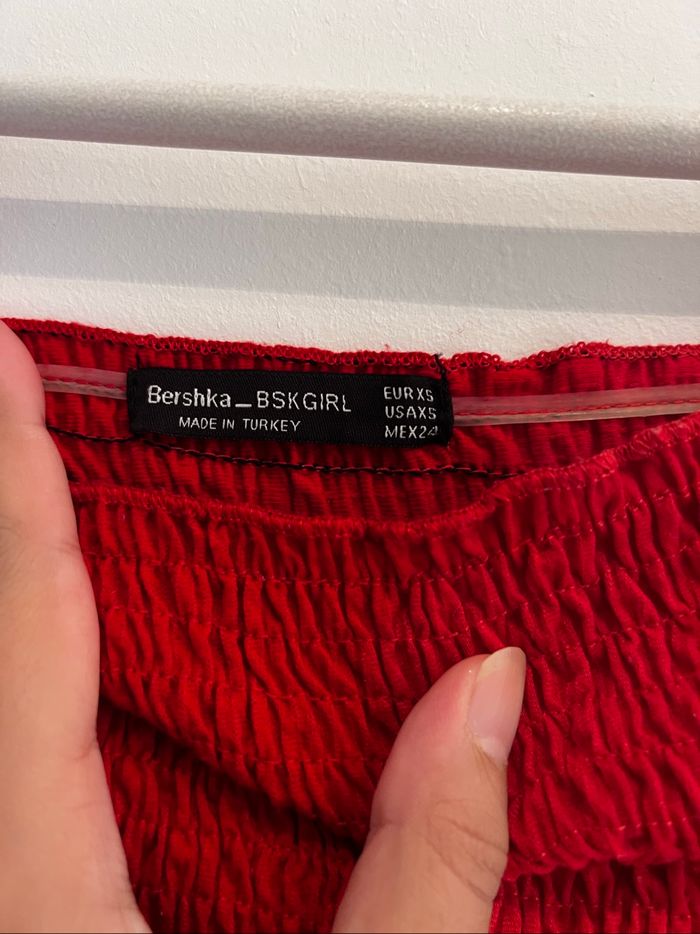 Bershka_BSKGIRL
MADE IN TURKEY
EUR XS
USA XS
MEX 24